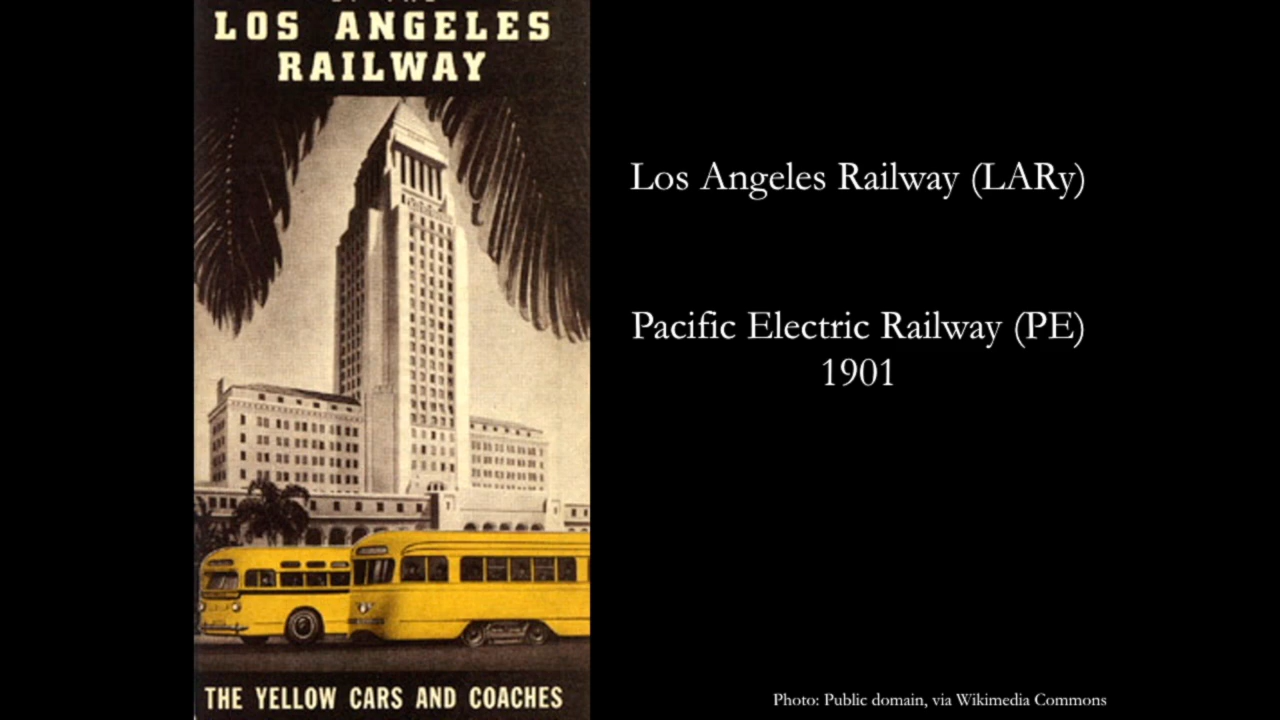 LOS ANGELES
RAILWAY
THE YELLOW CARS AND COACHES
Los Angeles Railway (LARy)
Pacific Electric Railway (PE)
1901
Photo: Public domain, via Wikimedia Commons